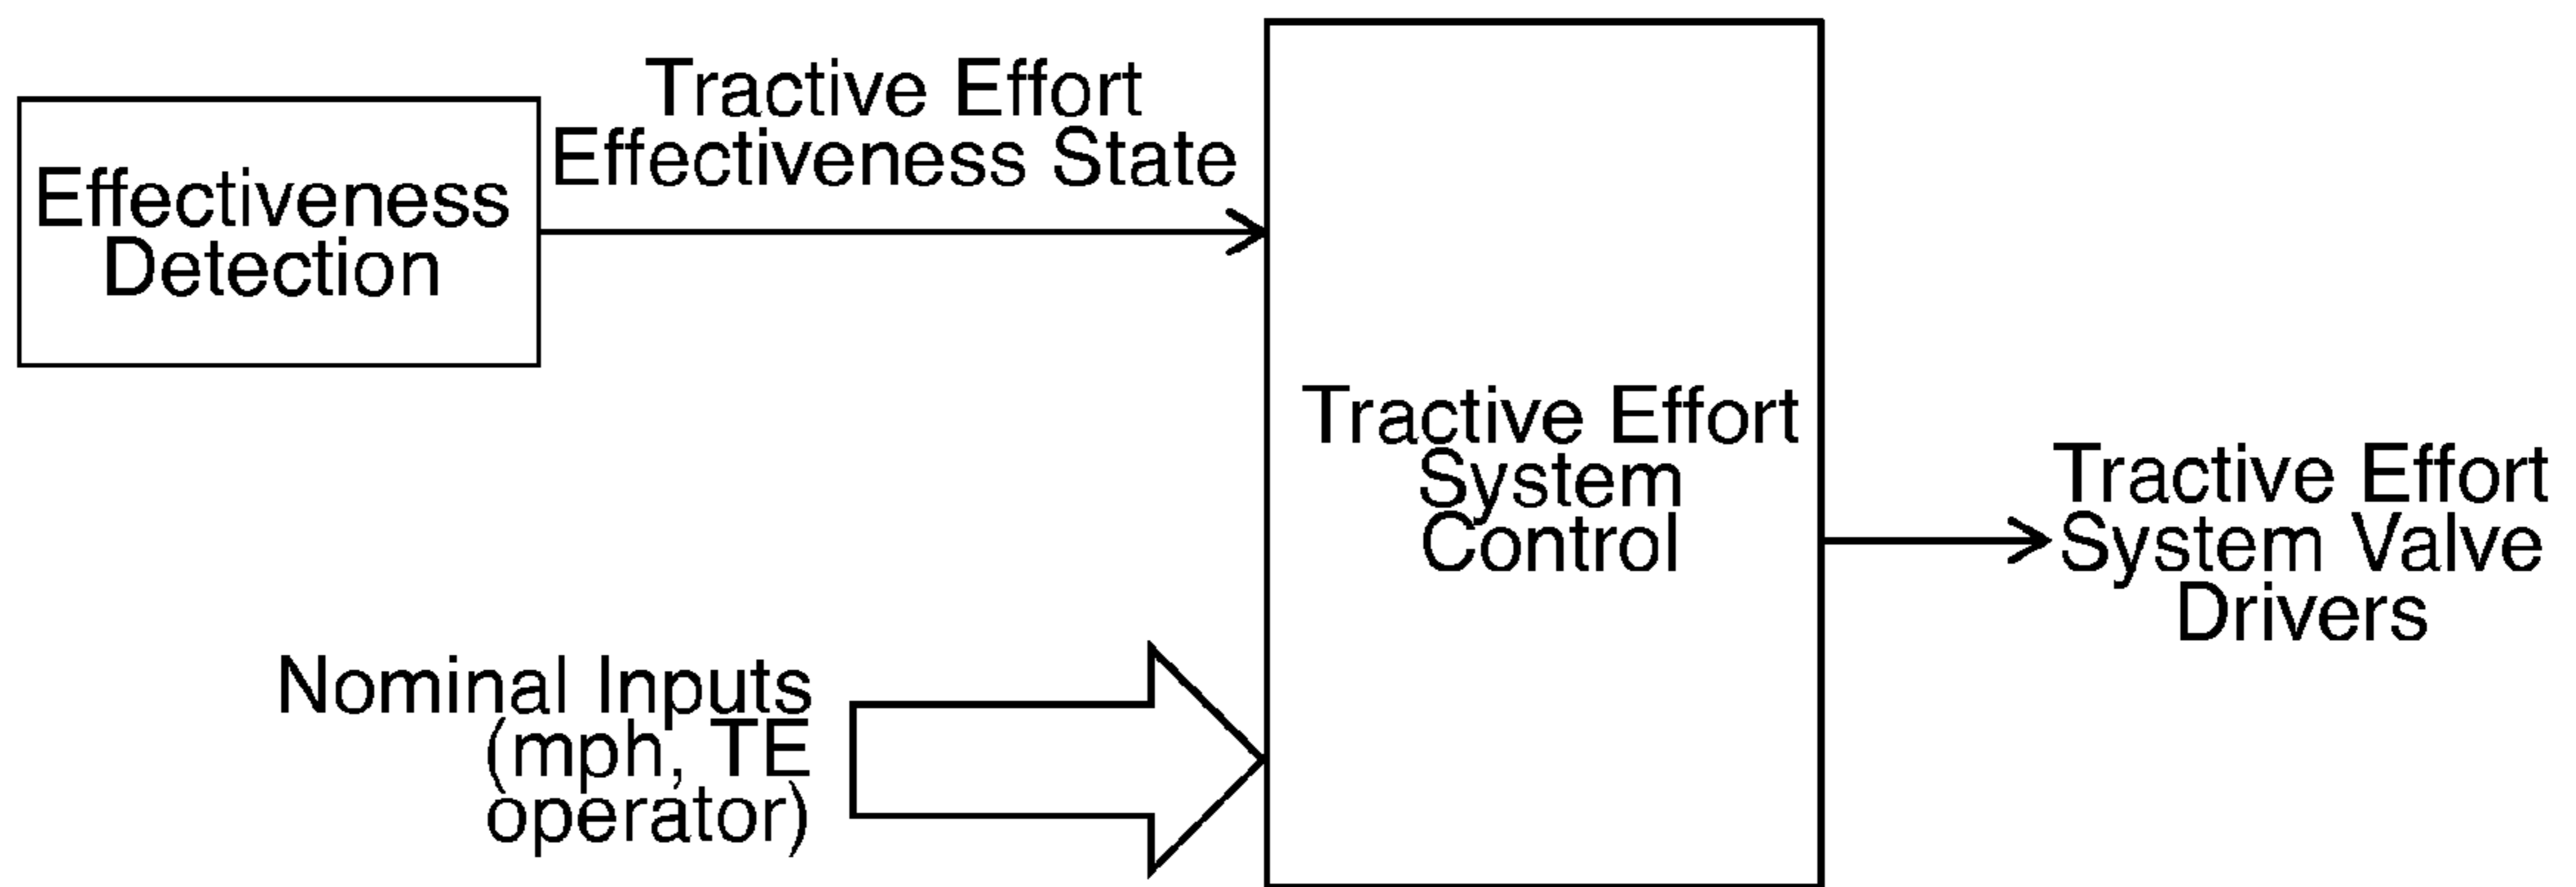 Effectiveness
Detection
Tractive Effort
Effectiveness State
Nominal Inputs
(mph, TE
operator)
Tractive Effort
System
Control
Tractive Effort
System Valve
Drivers